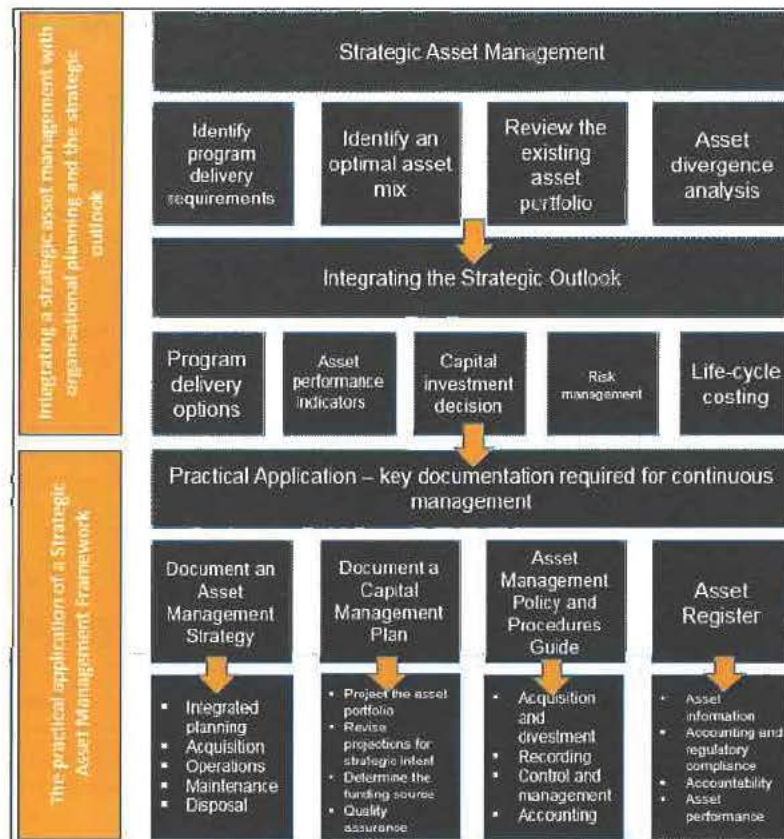 Integrating a strategic asset management with
organisational planning and the strategic
outlook
Strategic Asset Management
Identify
program
delivery
requirements
Identify an
optimal asset
mix
Review the
existing
asset
portfolio
Asset
divergence
analysis
Integrating the Strategic Outlook
Program
delivery
options
Asset
performance
indicators
Capital
investment
decision
Risk
management
Life-cycle
costing
The practical application of a Strategic
Asset Management Framework
Practical Application – key documentation required for continuous
management
Document an
Asset
Management
Strategy
Document a
Capital
Management
Plan
Asset
Management
Policy and
Procedures
Guide
Asset
Register
▪ Integrated
planning
▪ Acquisition
▪ Operations
▪ Maintenance
▪ Disposal
▪ Project the asset
portfolio
▪ Revise
projections for
strategic intent
▪ Determine the
funding source
▪ Quality
assurance
▪ Acquisition
and
divestment
▪ Recording
▪ Control and
management
▪ Accounting
▪ Asset
information
▪ Accounting and
regulatory
compliance
▪ Accountability
▪ Asset
performance